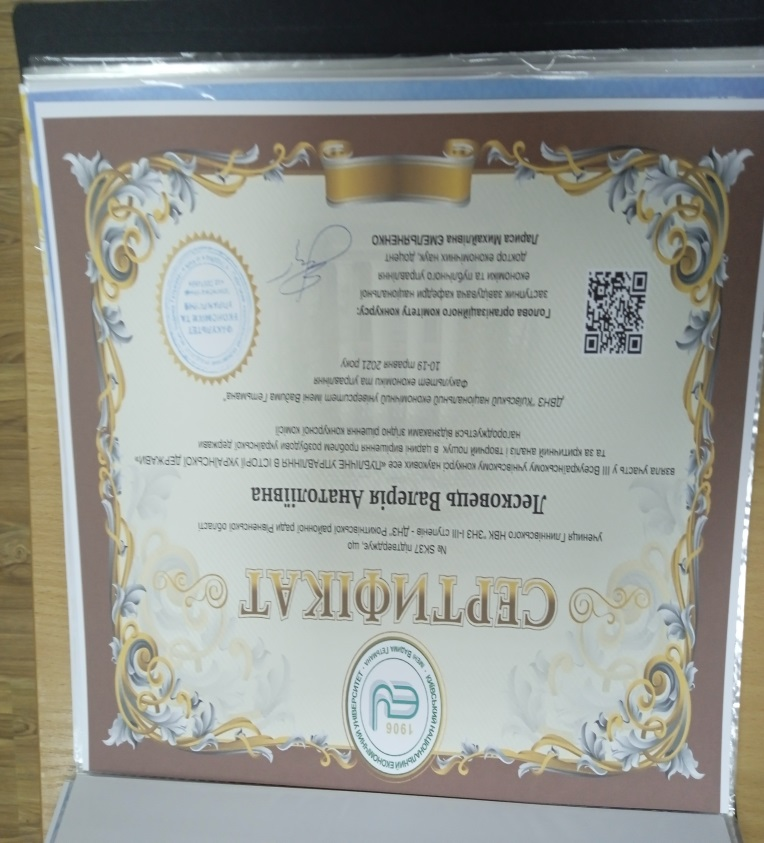 КИЇВСЬКИЙ НАЦІОНАЛЬНИЙ ЕКОНОМІЧНИЙ УНІВЕРСИТЕТ · ІМЕНІ ВАДИМА ГЕТЬМАНА ·
1906
СЕРТИФІКАТ
№ SK37 підтверджує, що
учениця Глиннівського НВК "ЗНЗ І-ІІІ ступенів - ДНЗ" Рокитнівської районної ради Рівненської області
Лесковець Валерія Анатоліївна
взяла участь у ІІІ Всеукраїнському учнівському конкурсі наукових есе «ПУБЛІЧНЕ УПРАВЛІННЯ В ІСТОРІЇ УКРАЇНСЬКОЇ ДЕРЖАВИ»
та за критичний аналіз і творчий пошук в царині вирішення проблем розбудови української держави
нагороджується відзнаками згідно рішення конкурсної комісії
ДВНЗ "Київський національний економічний університет імені Вадима Гетьмана"
Факультет економіки та управління
10-19 травня 2021 року
Голова організаційного комітету конкурсу:
заступник завідувача кафедри національної
економіки та публічного управління
доктор економічних наук, доцент
Лариса Михайлівна ЄМЕЛЬЯНЕНКО
ФАКУЛЬТЕТ
ЕКОНОМІКИ ТА
УПРАВЛІННЯ